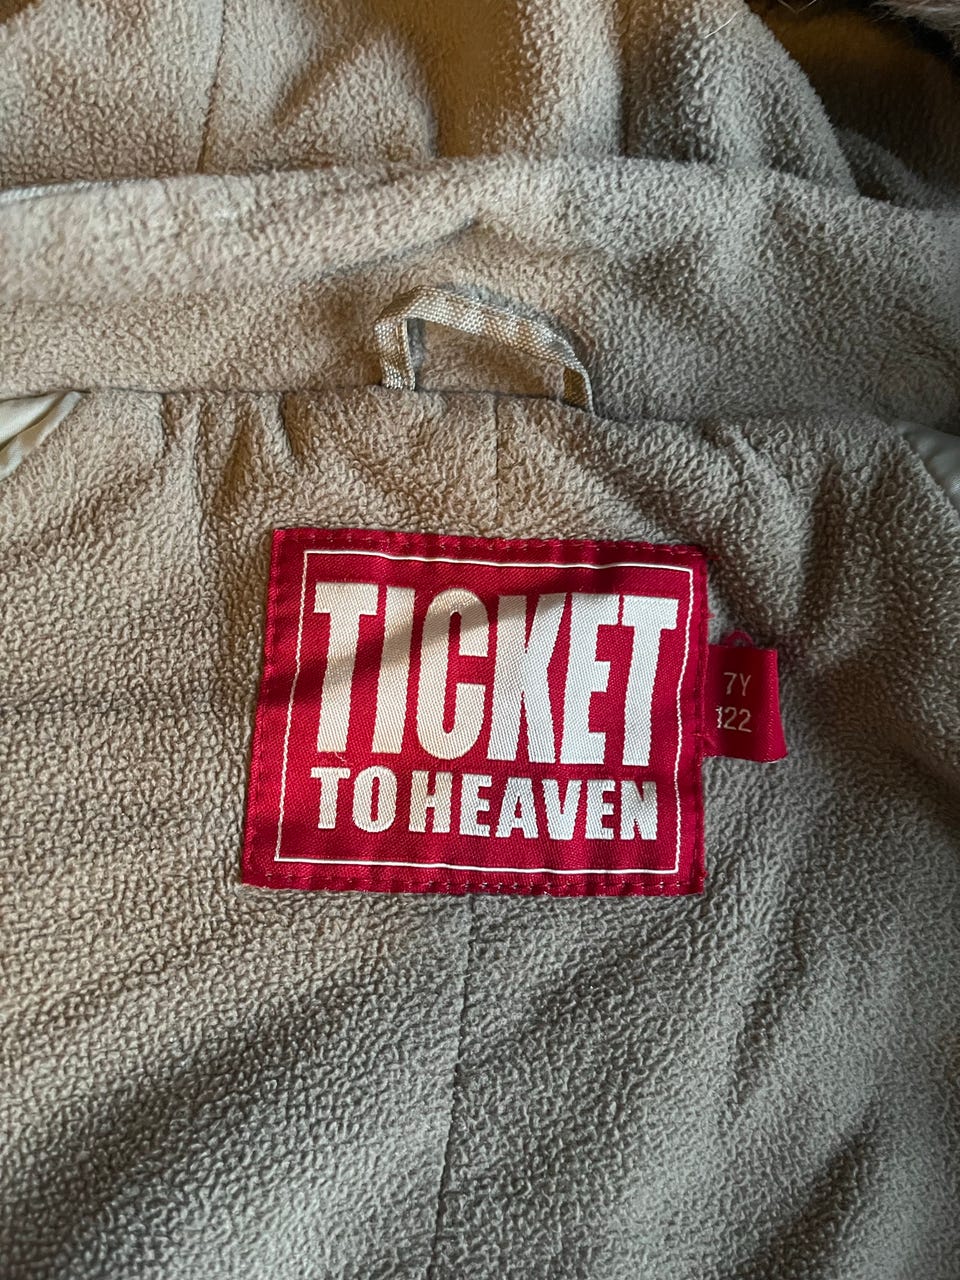 TICKET
TO HEAVEN
7Y
122